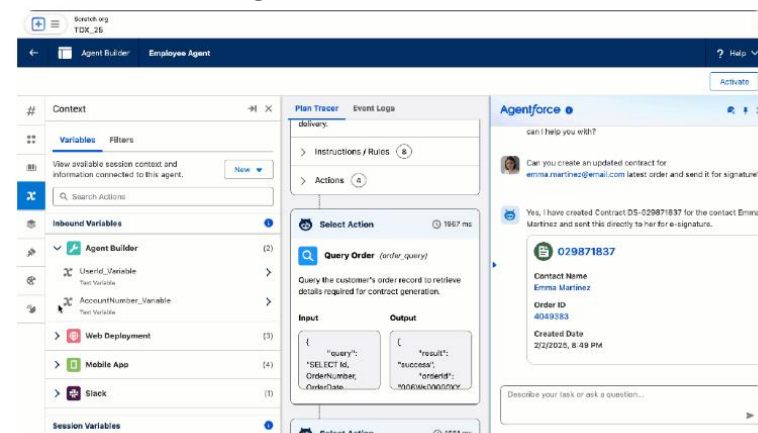 Scratch org
TDX_25
Agent Builder
Employee Agent
? Help
Activate
Context
Variables
Filters
View available session context and
information connected to this agent.
New
Search Actions
Inbound Variables
Agent Builder
(2)
UserId_Variable
Text Variable
AccountNumber_Variable
Text Variable
Web Deployment
(3)
Mobile App
(4)
Slack
(1)
Session Variables
Plan Tracer
Event Logs
delivery.
Instructions / Rules
8
Actions
4
Select Action
1967 ms
Query Order (order_query)
Query the customer's order record to retrieve
details required for contract generation.
Input
Output
{
"query":
"SELECT Id,
OrderNumber,
OrderDate,
{
"result":
"success",
"orderId":
Select Action
Agentforce
can I help you with?
Can you create an updated contract for
emma.martinez@email.com latest order and send it for signature
Yes, I have created Contract DS-029871837 for the contact Emma
Martinez and sent this directly to her for e-signature.
029871837
Contact Name
Emma Martinez
Order ID
4049383
Created Date
2/2/2025, 8:49 PM
Describe your task or ask a question...